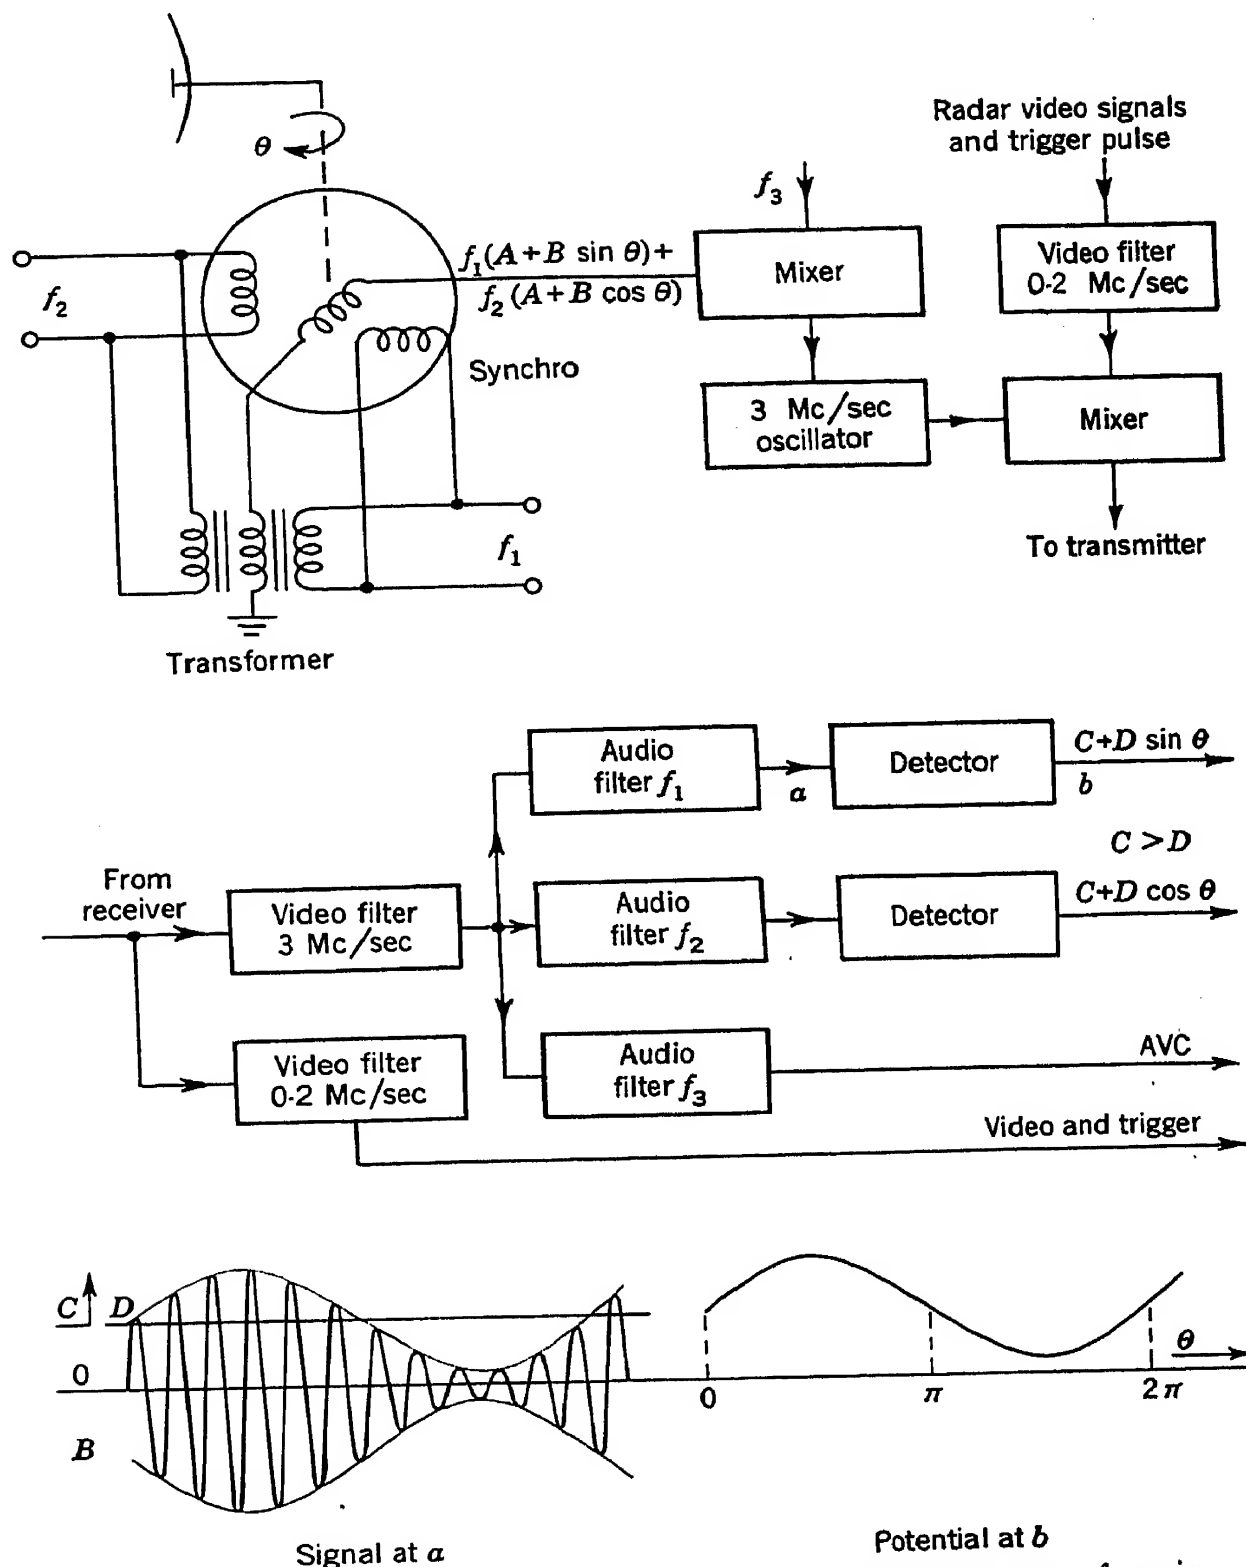 θ
f₂
f₁(A+B sin θ)+
f₂(A+B cos θ)
Synchro
f₁
Transformer
f₃
Mixer
3 Mc/sec
oscillator
Radar video signals
and trigger pulse
Video filter
0-2 Mc/sec
Mixer
To transmitter
From
receiver
Video filter
3 Mc/sec
Video filter
0-2 Mc/sec
Audio
filter f₁
a
Detector
C+D sin θ
b
C>D
Audio
filter f₂
Detector
C+D cos θ
Audio
filter f₃
AVC
Video and trigger
C
D
0
B
Signal at a
0
π
2π
θ
Potential at b